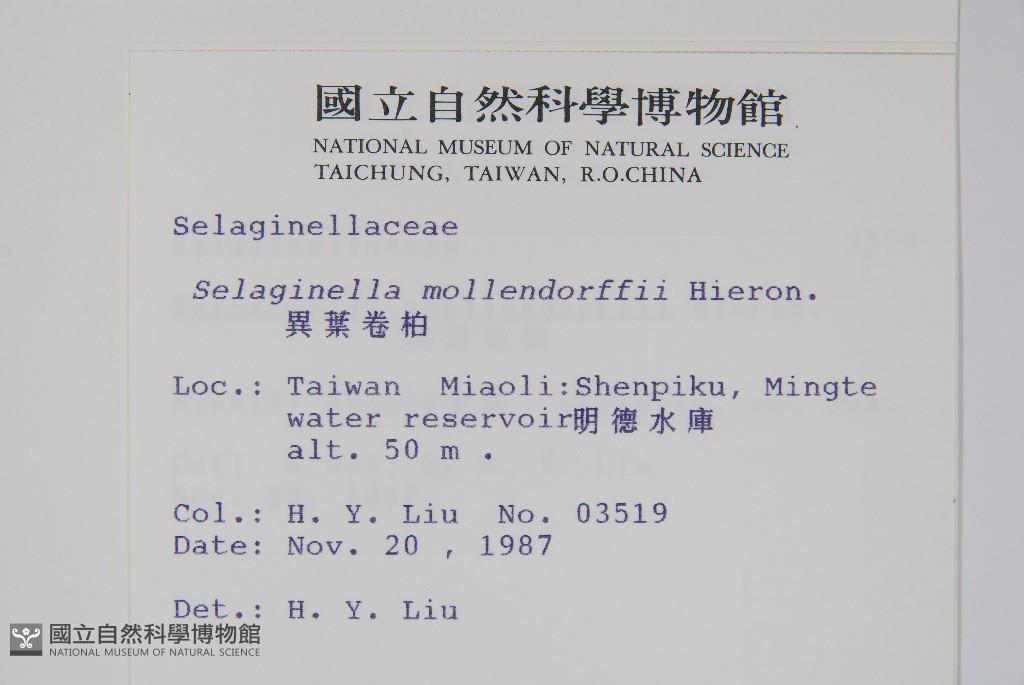 國立自然科學博物館
NATIONAL MUSEUM OF NATURAL SCIENCE
TAICHUNG, TAIWAN, R.O.CHINA
Selaginellaceae
Selaginella mollendorffii Hieron.
異葉卷柏
Loc.: Taiwan Miaoli:Shenpiku, Mingte
water reservoir明德水庫
alt. 50 m .
Col.: H. Y. Liu No. 03519
Date: Nov. 20 , 1987
Det.: H. Y. Liu
國立自然科學博物館
NATIONAL MUSEUM OF NATURAL SCIENCE